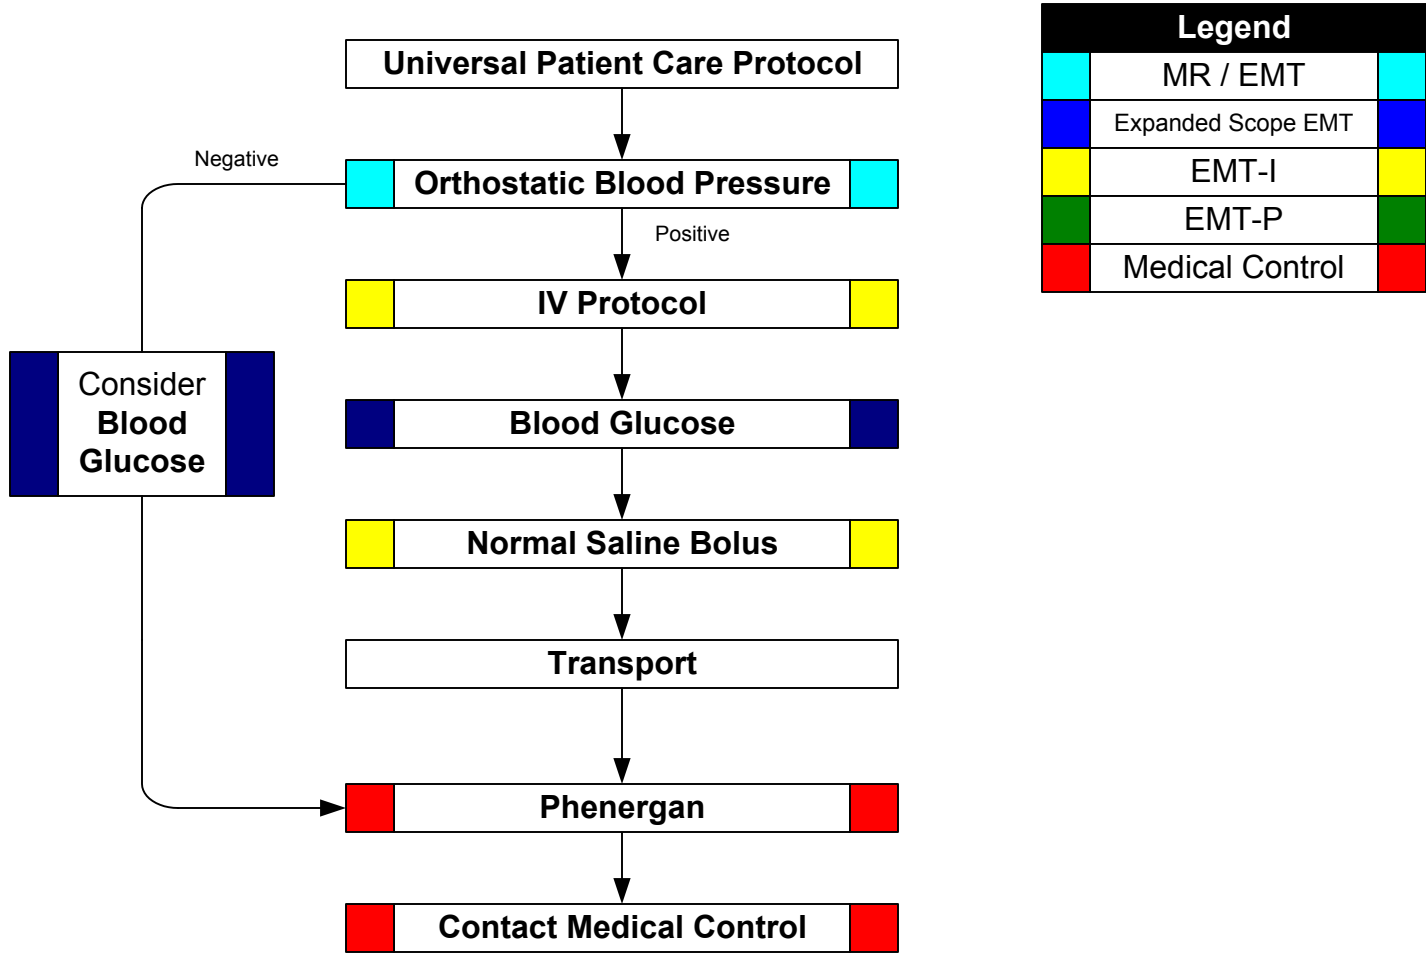 Universal Patient Care Protocol
Negative
Orthostatic Blood Pressure
Positive
IV Protocol
Consider
Blood
Glucose
Blood Glucose
Normal Saline Bolus
Transport
Phenergan
Contact Medical Control
Legend
MR / EMT
Expanded Scope EMT
EMT-I
EMT-P
Medical Control